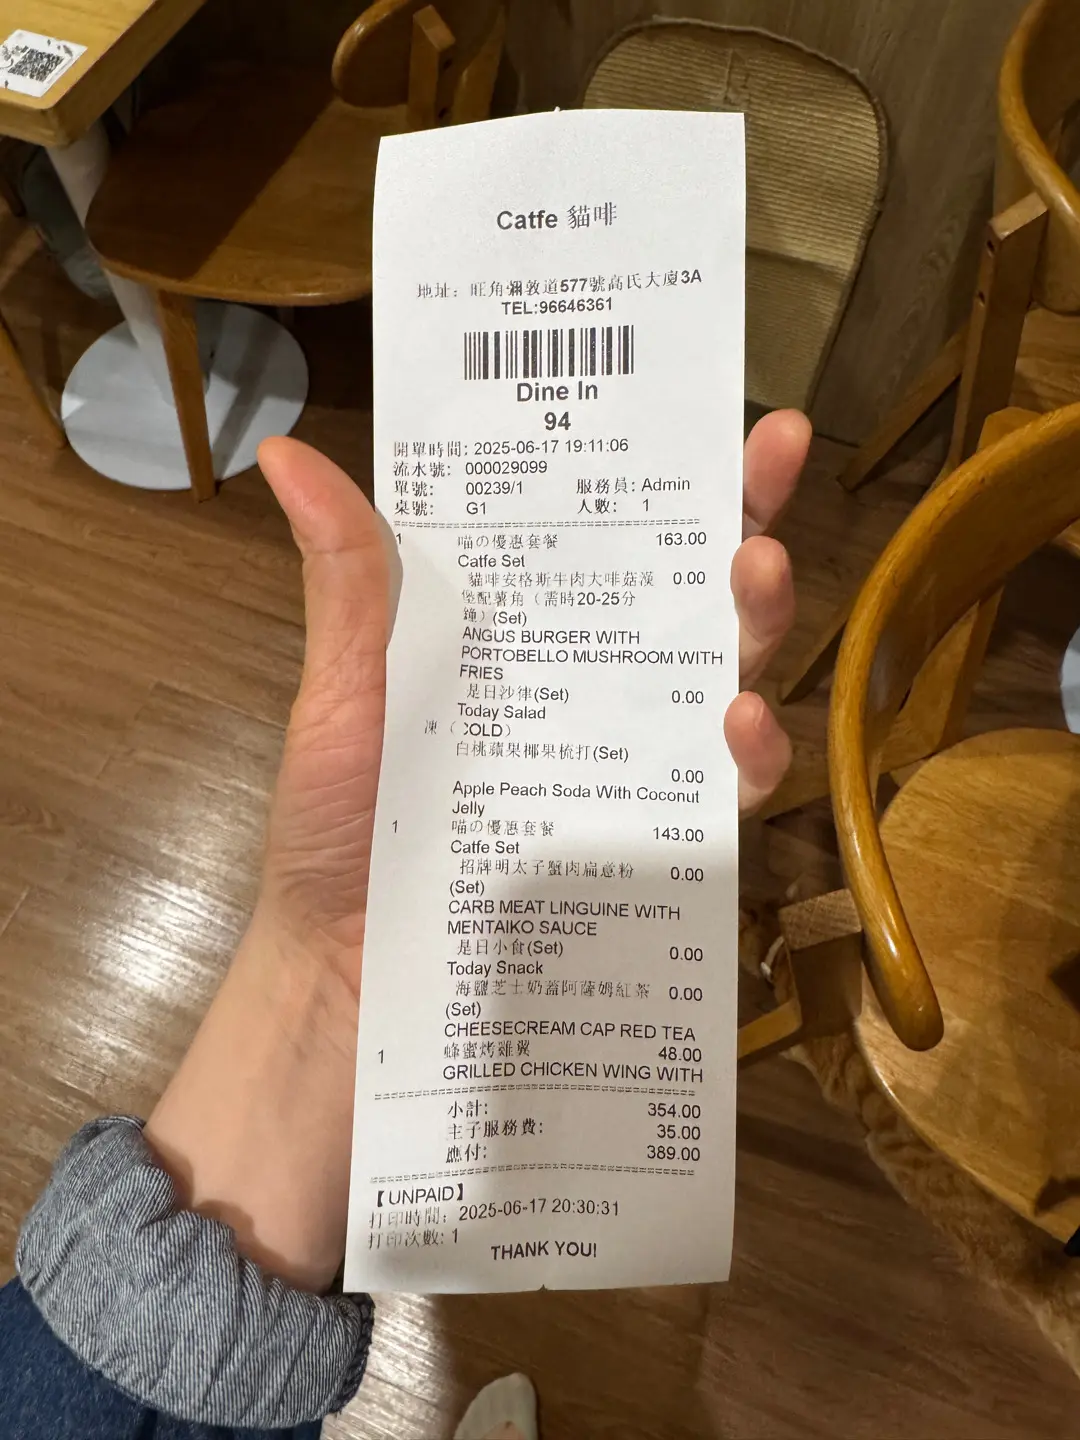 Catfe 貓啡
地址: 旺角彌敦道577號高氏大廈3A
TEL:96646361
Dine In
94
開單時間: 2025-06-17 19:11:06
流水號: 000029099
單號: 00239/1 服務員: Admin
桌號: G1 人數: 1
1 喵の優惠套餐 163.00
Catfe Set
貓啡安格斯牛肉大啡菇漢 0.00
堡配薯角（需時20-25分
鐘）(Set)
ANGUS BURGER WITH
PORTOBELLO MUSHROOM WITH
FRIES
是日沙律(Set) 0.00
Today Salad
凍（COLD）
白桃蘋果椰果梳打(Set)
0.00
Apple Peach Soda With Coconut
Jelly
1 喵の優惠套餐 143.00
Catfe Set
招牌明太子蟹肉扁意粉 0.00
(Set)
CARB MEAT LINGUINE WITH
MENTAIKO SAUCE
是日小食(Set) 0.00
Today Snack
海鹽芝士奶蓋阿薩姆紅茶 0.00
(Set)
CHEESECREAM CAP RED TEA
1 蜂蜜烤雞翼 48.00
GRILLED CHICKEN WING WITH
小計: 354.00
主子服務費: 35.00
應付: 389.00
【UNPAID】
打印時間: 2025-06-17 20:30:31
打印次數: 1
THANK YOU!